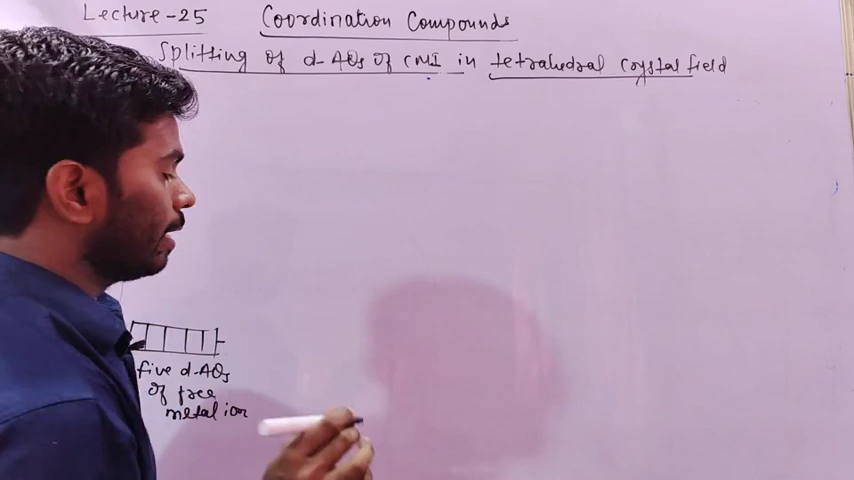 Lecture-25 Coordination Compounds
Splitting of d-AOs of CMI in tetrahedral crystal field
five d-AOs
of free
metal ion